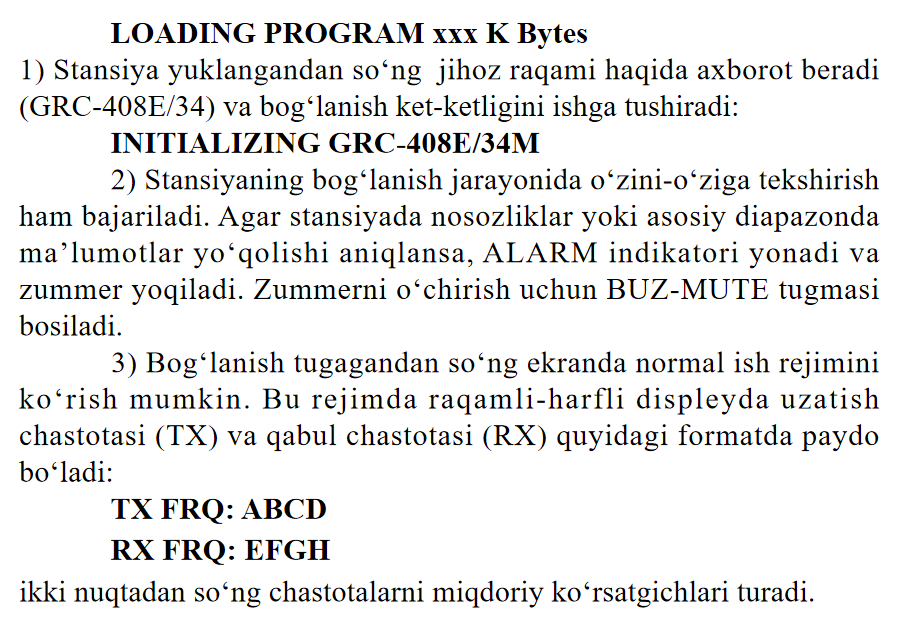 LOADING PROGRAM xxx K Bytes
1) Stansiya yuklangandan so‘ng jihoz raqami haqida axborot beradi
(GRC-408E/34) va bog‘lanish ket-ketligini ishga tushiradi:
INITIALIZING GRC-408E/34M
2) Stansiyaning bog‘lanish jarayonida o‘zini-o‘ziga tekshirish
ham bajariladi. Agar stansiyada nosozliklar yoki asosiy diapazonda
ma’lumotlar yo‘qolishi aniqlansa, ALARM indikatori yonadi va
zummer yoqiladi. Zummerni o‘chirish uchun BUZ-MUTE tugmasi
bosiladi.
3) Bog‘lanish tugagandan so‘ng ekranda normal ish rejimini
ko‘rish mumkin. Bu rejimda raqamli-harfli displeyda uzatish
chastotasi (TX) va qabul chastotasi (RX) quyidagi formatda paydo
bo‘ladi:
TX FRQ: ABCD
RX FRQ: EFGH
ikki nuqtadan so‘ng chastotalarni miqdoriy ko‘rsatgichlari turadi.